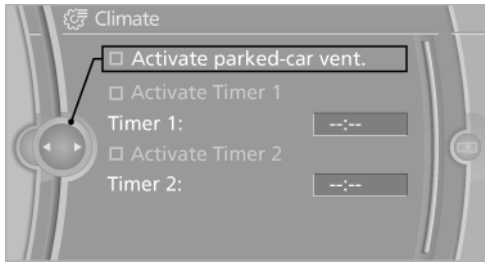 Climate
Activate parked-car vent.
Activate Timer 1
Timer 1: --:--
Activate Timer 2
Timer 2: --:--